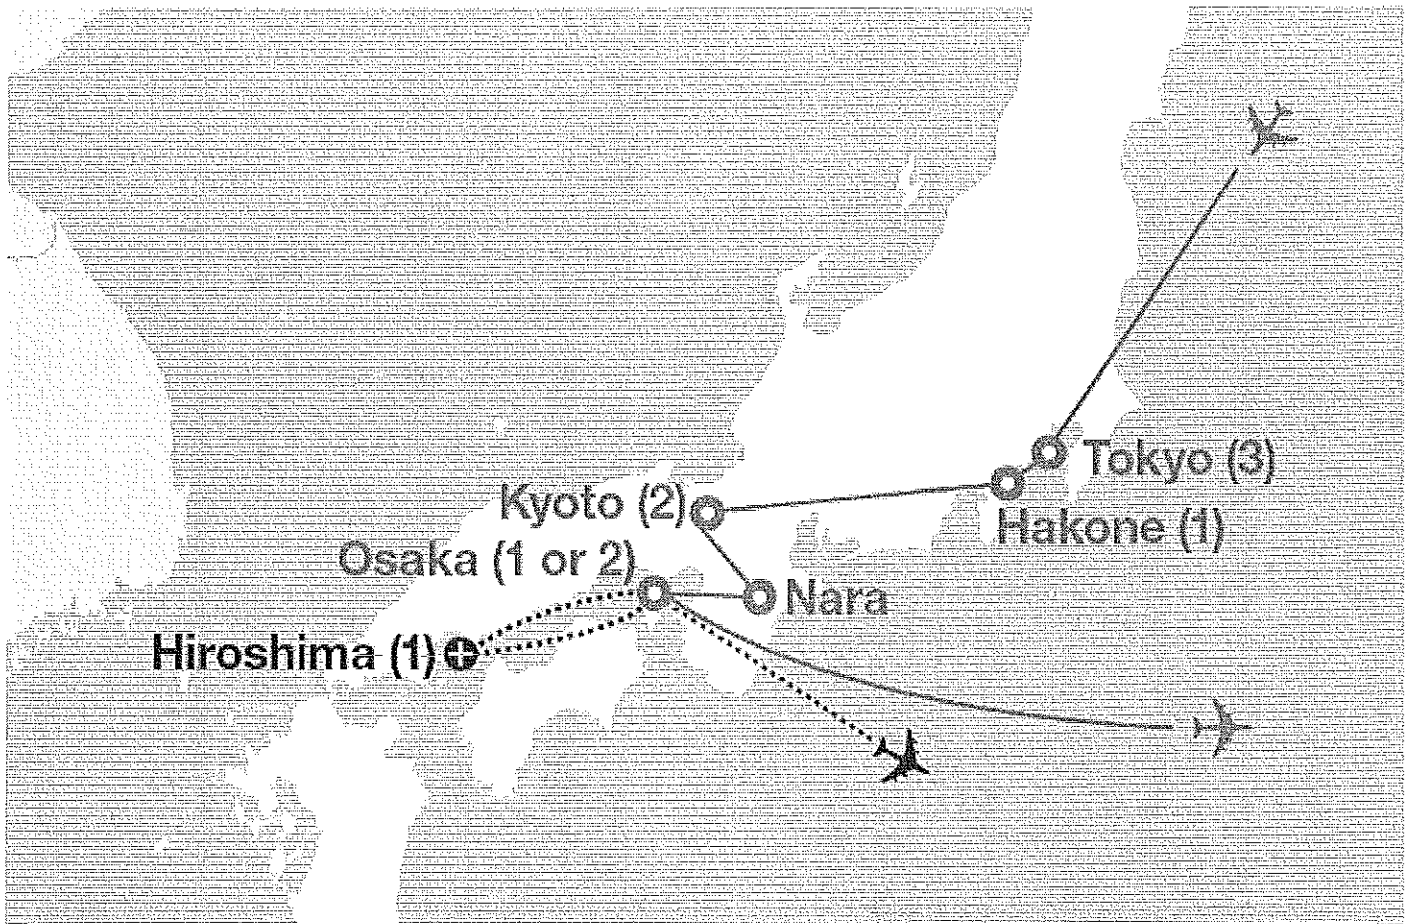 Tokyo (3)
Kyoto (2)
Hakone (1)
Osaka (1 or 2)
Nara
Hiroshima (1)